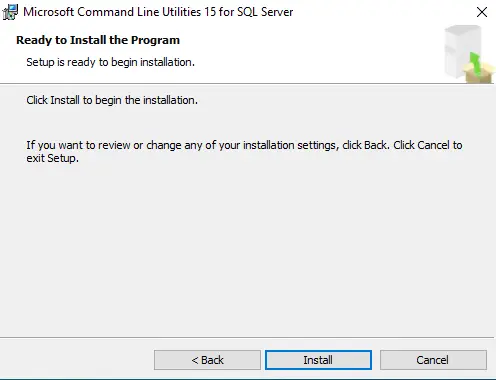 Microsoft Command Line Utilities 15 for SQL Server
Ready to Install the Program
Setup is ready to begin installation.
Click Install to begin the installation.
If you want to review or change any of your installation settings, click Back. Click Cancel to
exit Setup.
< Back
Install
Cancel